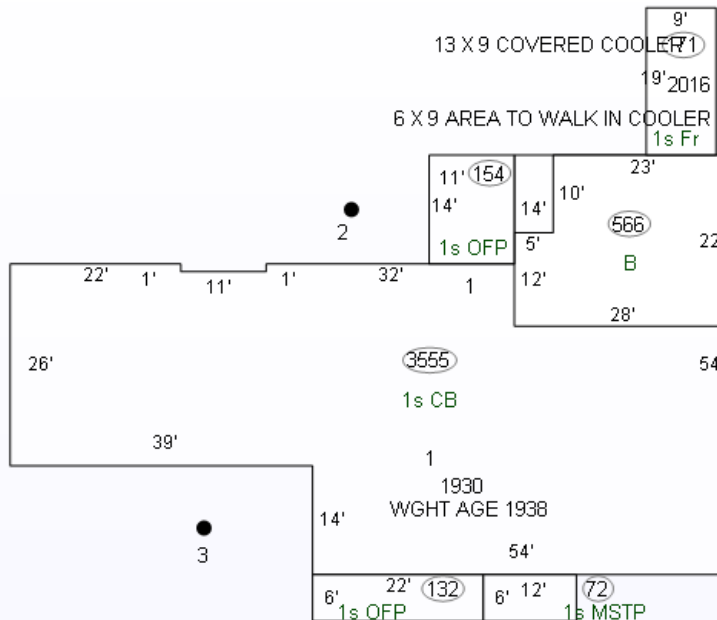 9'
13 X 9 COVERED COOLER 171
19' 2016
6 X 9 AREA TO WALK IN COOLER
1s Fr
11' 154
23'
14' 14' 10'
2
566
1s OFP 5'
B
22
22' 1' 11' 1' 32' 1 12'
28'
26'
3555
54
1s CB
39'
1
1930
WGHT AGE 1938
14'
54'
3
22' 132 12' 72
6' 6'
1s OFP 1s MSTP